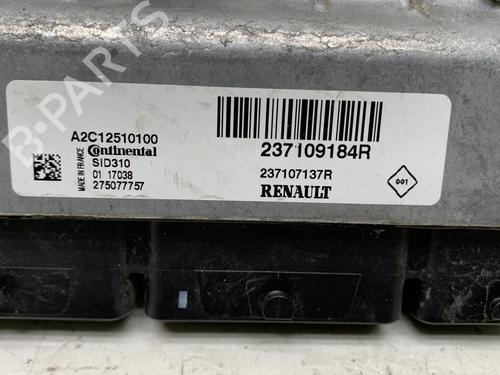 A2C12510100
Continental
SID310
01 17038
275077757
MADE IN FRANCE
237109184R
237107137R
RENAULT
001
B-PARTS